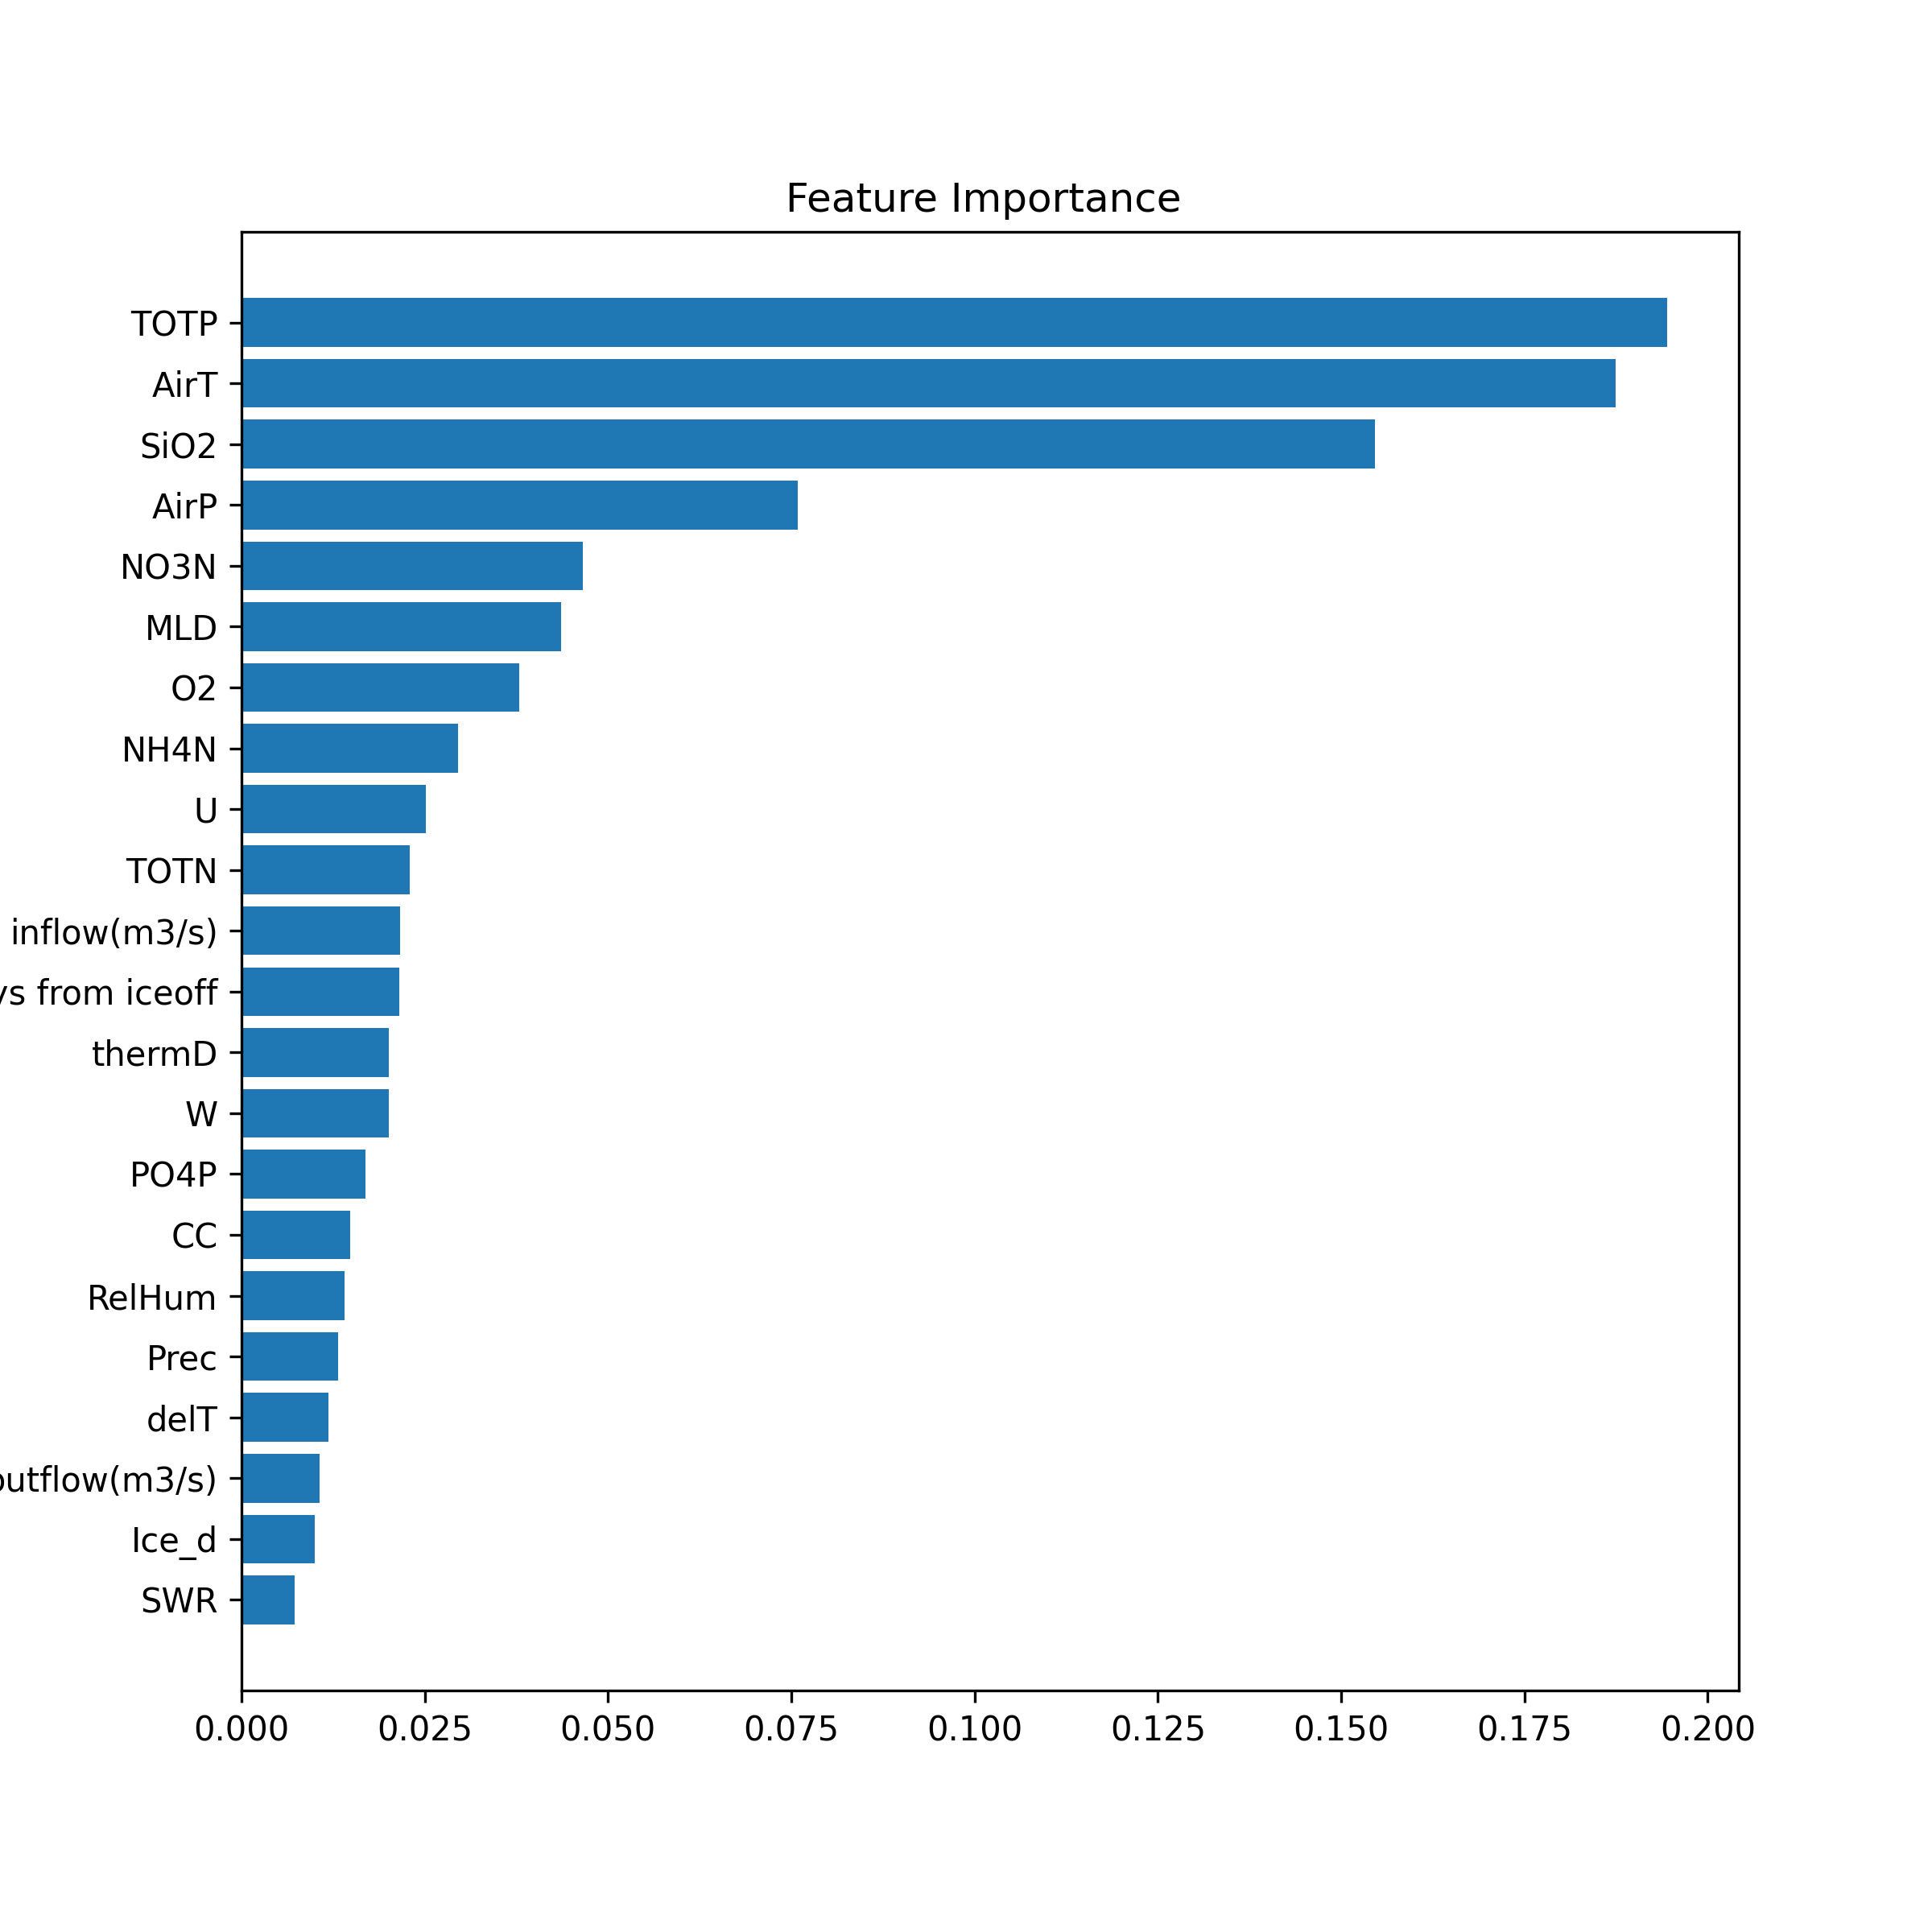 Feature Importance
TOTP
AirT
SiO2
AirP
NO3N
MLD
O2
NH4N
U
TOTN
inflow(m3/s)
from iceoff
thermD
W
PO4P
CC
RelHum
Prec
delT
outflow(m3/s)
Ice_d
SWR
0.000 0.025 0.050 0.075 0.100 0.125 0.150 0.175 0.200